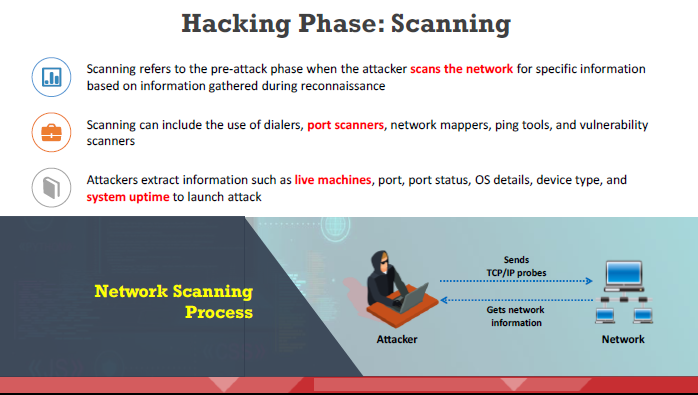 Hacking Phase: Scanning
Scanning refers to the pre-attack phase when the attacker scans the network for specific information
based on information gathered during reconnaissance
Scanning can include the use of dialers, port scanners, network mappers, ping tools, and vulnerability
scanners
Attackers extract information such as live machines, port, port status, OS details, device type, and
system uptime to launch attack
Network Scanning
Process
Sends
TCP/IP probes
Gets network
information
Attacker
Network